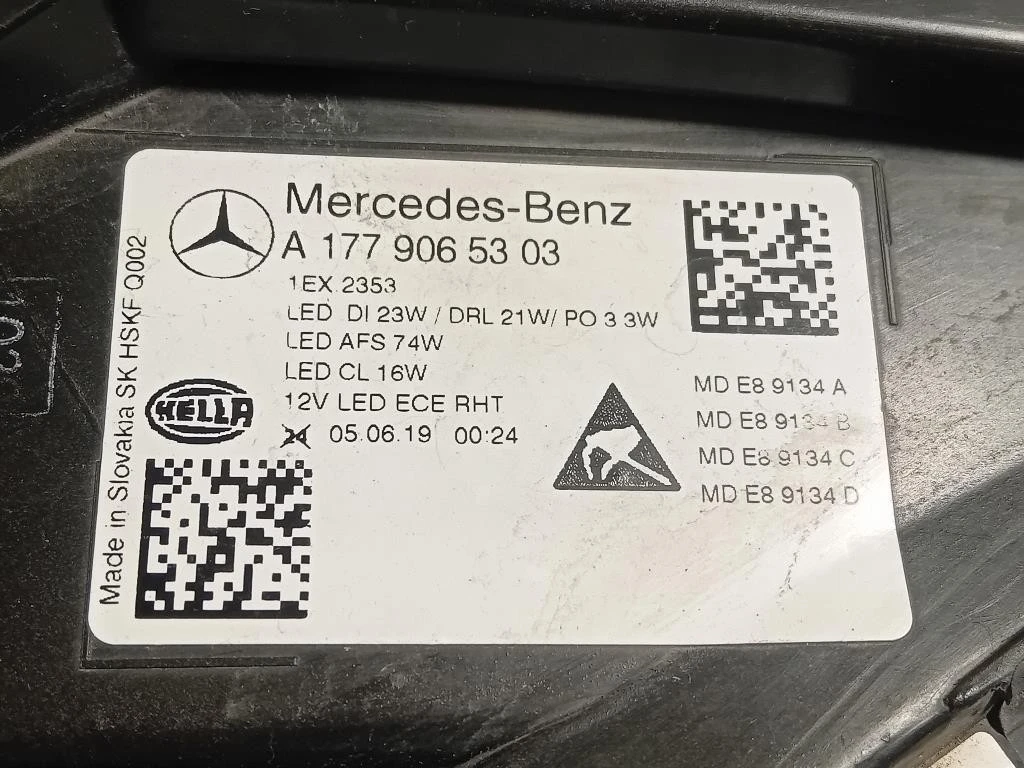 Mercedes-Benz
A 177 906 53 03
1EX 2353
LED DI 23W / DRL 21W/ PO 3 3W
LED AFS 74W
LED CL 16W
12V LED ECE RHT
24 05.06.19 00:24
HELLA
Made in Slovakia SK HSKF Q002
MD E8 9134 A
MD E8 9134 B
MD E8 9134 C
MD E8 9134 D